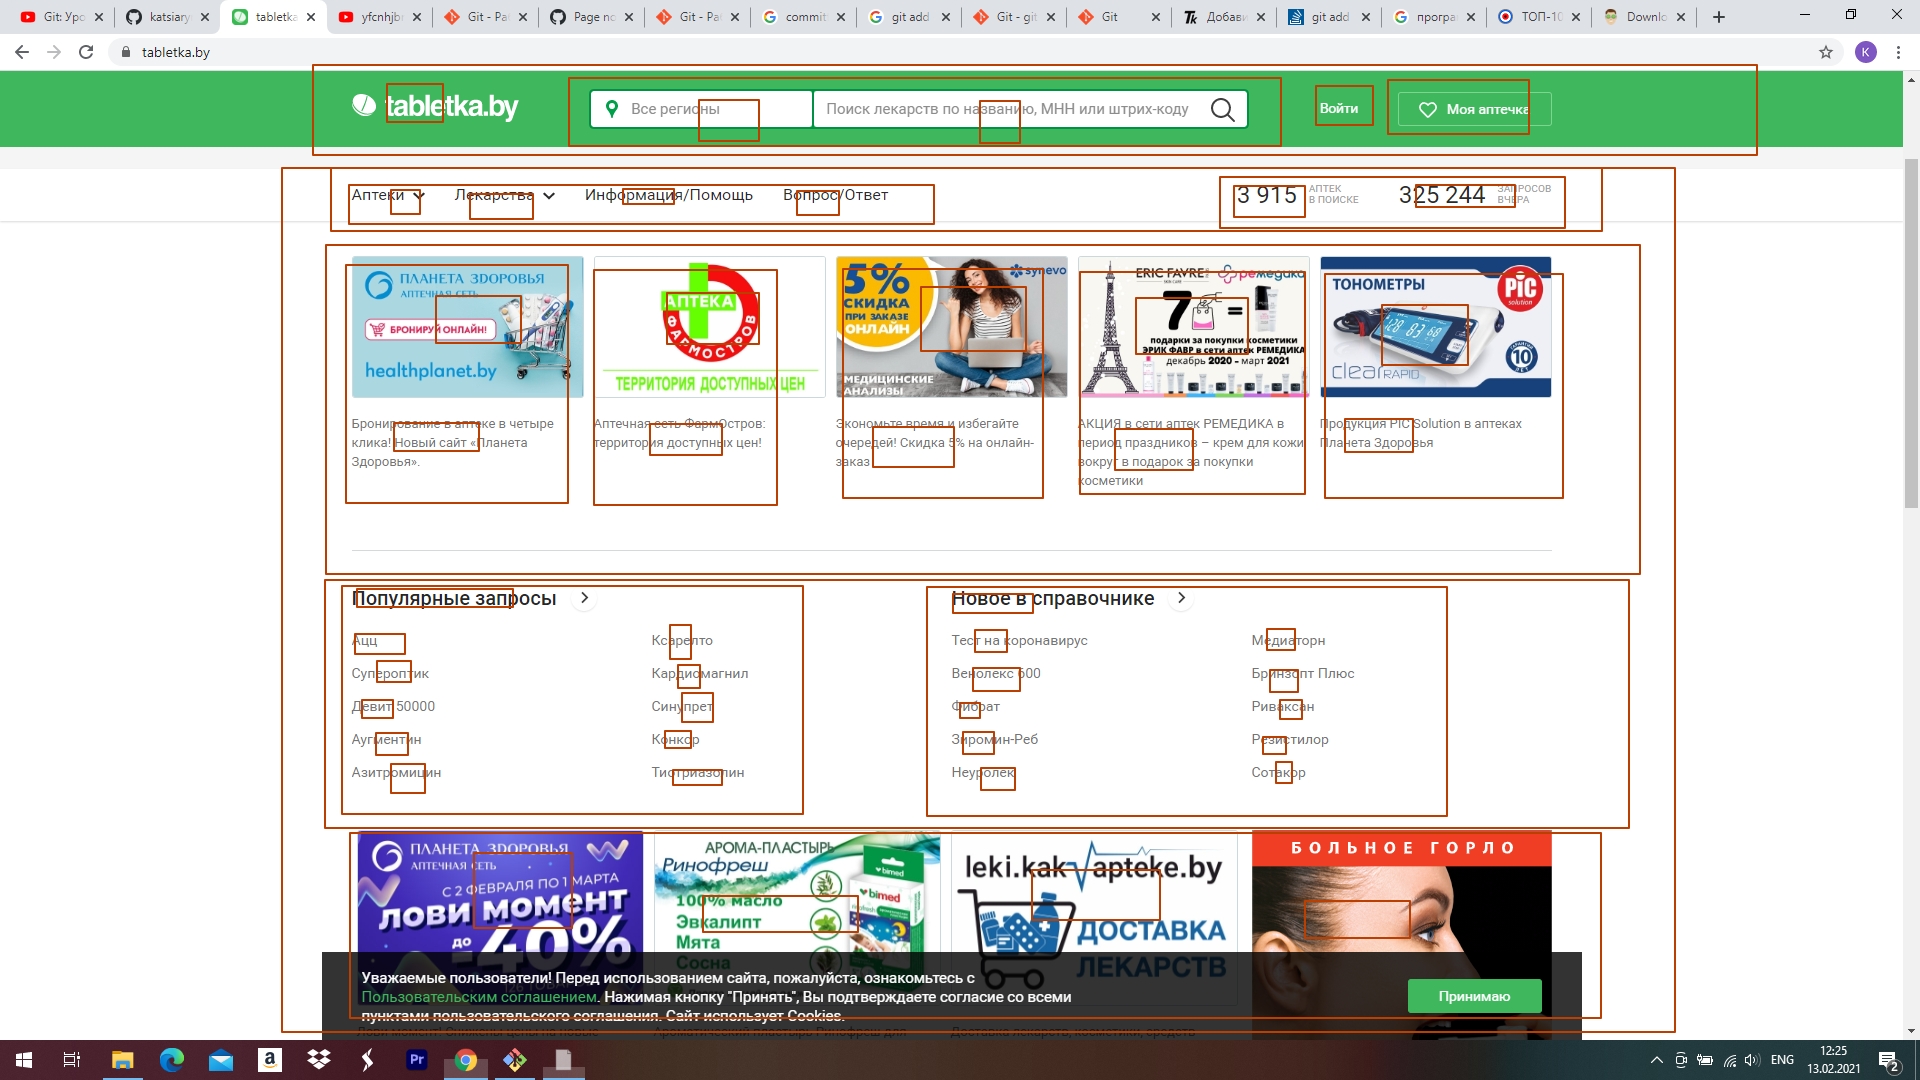 Git: Уро
katsiary
tabletka
yfcnhjbr
Git - Pa
Page no
Git - Pa
commit
git add
Git - git
Git
Добави
git add
програ
ТОП-10
Downlo
tabletka.by
K
tabletka.by
Все регионы
Поиск лекарств по названию, МНН или штрих-коду
Войти
Моя аптечка
Аптеки
Лекарства
Информация/Помощь
Вопрос/Ответ
3 915
АПТЕК
В ПОИСКЕ
325 244
ЗАПРОСОВ
ВЧЕРА
ПЛАНЕТА ЗДОРОВЬЯ
АПТЕЧНАЯ СЕТЬ
БРОНИРУЙ ОНЛАЙН!
healthplanet.by
АПТЕКА
ФАРМОСТРОВ
ТЕРРИТОРИЯ ДОСТУПНЫХ ЦЕН
5%
СКИДКА
ПРИ ЗАКАЗЕ
ОНЛАЙН
synevo
МЕДИЦИНСКИЕ
АНАЛИЗЫ
ERIC FAVRE
ремедика
7
=
подарки за покупки косметики
ЭРИК ФАВР в сети аптек РЕМЕДИКА
декабрь 2020 – март 2021
ТОНОМЕТРЫ
PiC
solution
128 83 68
10
clear RAPID
Бронирование в аптеке в четыре
клика! Новый сайт «Планета
Здоровья».
Аптечная сеть ФармОстров:
территория доступных цен!
Экономьте время и избегайте
очередей! Скидка 5% на онлайн-
заказ
АКЦИЯ в сети аптек РЕМЕДИКА в
период праздников – крем для кожи
вокруг в подарок за покупки
косметики
Продукция PIC Solution в аптеках
Планета Здоровья
Популярные запросы
Ацц
Супероптик
Девит 50000
Аугментин
Азитромицин
Ксарелто
Кардиомагнил
Синупрет
Конкор
Тиотриазолин
Новое в справочнике
Тест на коронавирус
Венолекс 600
Фибрат
Зиромин-Реб
Неуролек
Медиаторн
Бринзопт Плюс
Риваксан
Резистилор
Сотакор
ПЛАНЕТА ЗДОРОВЬЯ
АПТЕЧНАЯ СЕТЬ
С 2 ФЕВРАЛЯ ПО 1 МАРТА
ЛОВИ МОМЕНТ
до -40%
АРОМА-ПЛАСТЫРЬ
Ринофреш
100% масло
Эвкалипт
Мята
Сосна
bimed
bimed
leki.kak apteke.by
ДОСТАВКА
ЛЕКАРСТВ
БОЛЬНОЕ ГОРЛО
Уважаемые пользователи! Перед использованием сайта, пожалуйста, ознакомьтесь с
Пользовательским соглашением. Нажимая кнопку "Принять", Вы подтверждаете согласие со всеми
пунктами пользовательского соглашения. Сайт использует Cookies.
Принимаю
ENG
12:25
13.02.2021
2